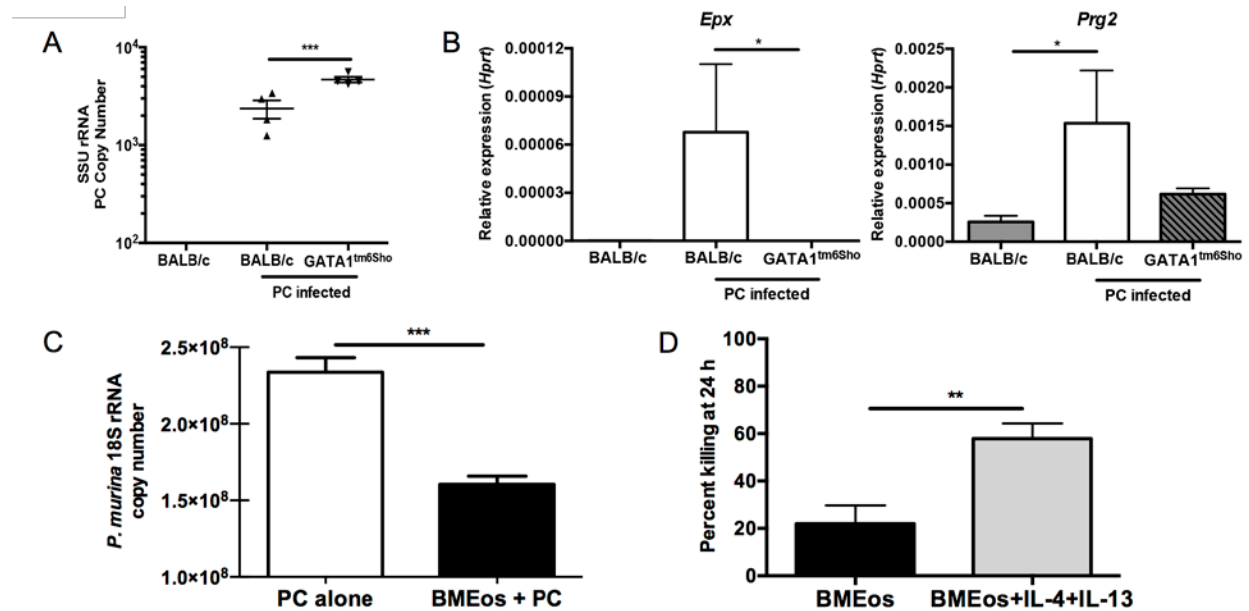 A
SSU rRNA
PC Copy Number
10⁴
10³
10²
***
BALB/c BALB/c GATA1tm6Sho
PC infected
B
Epx
Relative expression (Hprt)
0.00012
0.00009
0.00006
0.00003
0.00000
*
BALB/c BALB/c GATA1tm6Sho
PC infected
Prg2
Relative expression (Hprt)
0.0025
0.0020
0.0015
0.0010
0.0005
0.0000
*
BALB/c BALB/c GATA1tm6Sho
PC infected
C
P. murina 18S rRNA
copy number
2.5×10⁸
2.0×10⁸
1.5×10⁸
1.0×10⁸
***
PC alone BMEos + PC
D
Percent killing at 24 h
100
80
60
40
20
0
**
BMEos BMEos+IL-4+IL-13